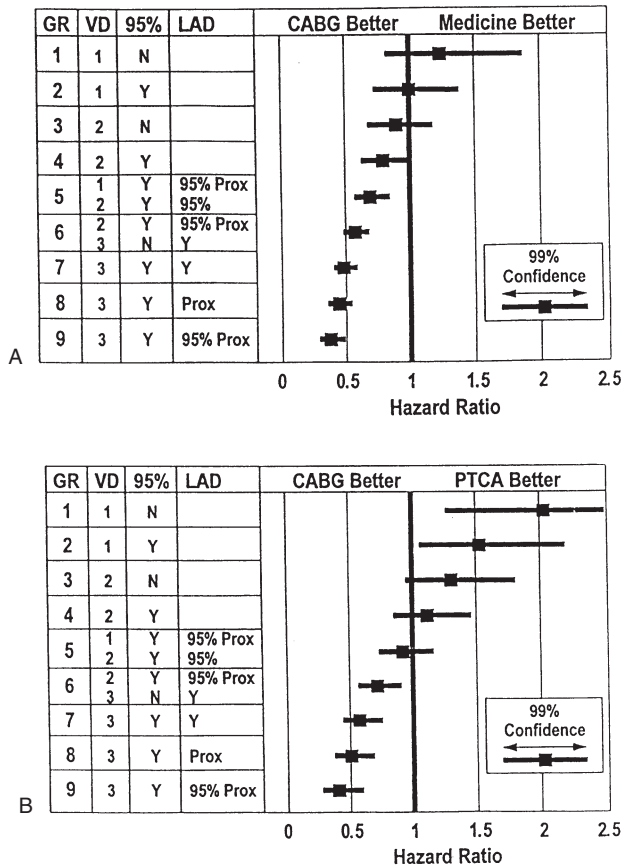 GR VD 95% LAD CABG Better Medicine Better
1 1 N
2 1 Y
3 2 N
4 2 Y
5 1 Y 95% Prox
2 Y 95%
6 2 Y 95% Prox
3 N Y
7 3 Y Y
8 3 Y Prox
9 3 Y 95% Prox
99%
Confidence
A
0 0.5 1 1.5 2 2.5
Hazard Ratio
GR VD 95% LAD CABG Better PTCA Better
1 1 N
2 1 Y
3 2 N
4 2 Y
5 1 Y 95% Prox
2 Y 95%
6 2 Y 95% Prox
3 N Y
7 3 Y Y
8 3 Y Prox
9 3 Y 95% Prox
99%
Confidence
B
0 0.5 1 1.5 2 2.5
Hazard Ratio